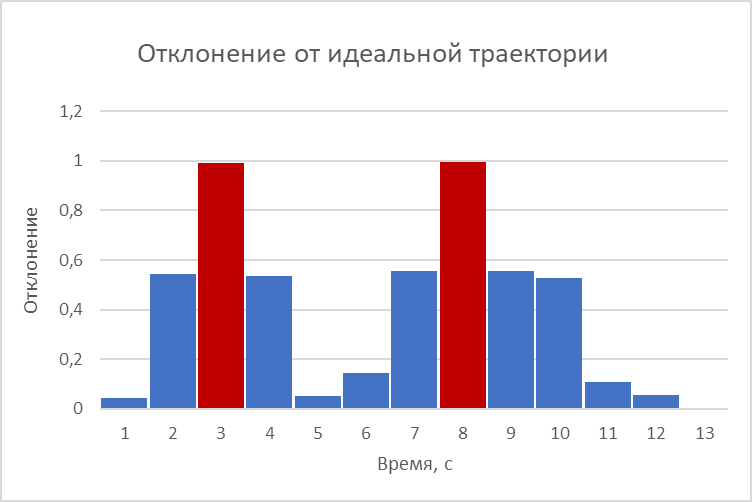 Отклонение от идеальной траектории
Отклонение
1,2
1
0,8
0,6
0,4
0,2
0
1 2 3 4 5 6 7 8 9 10 11 12 13
Время, с